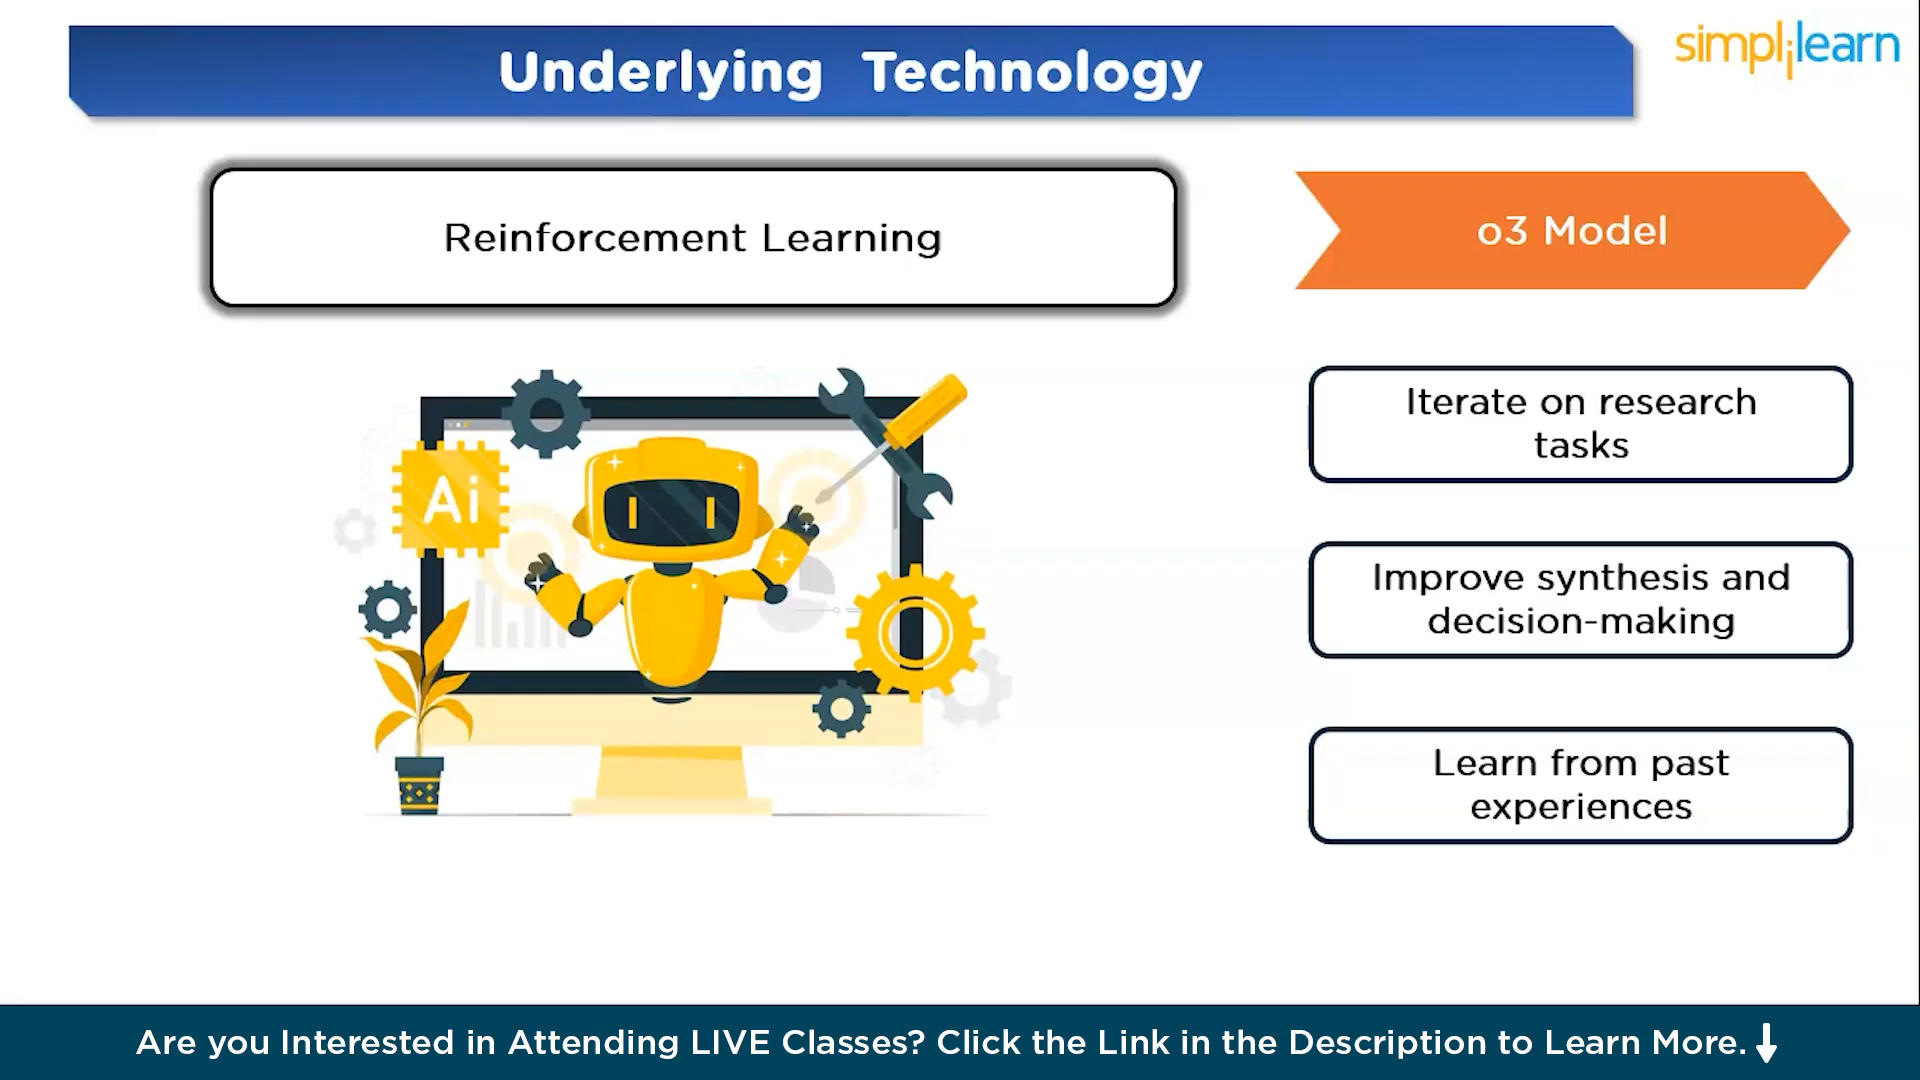 Underlying Technology
simplilearn
Reinforcement Learning
o3 Model
Iterate on research
tasks
Improve synthesis and
decision-making
Learn from past
experiences
Ai
Are you Interested in Attending LIVE Classes? Click the Link in the Description to Learn More.